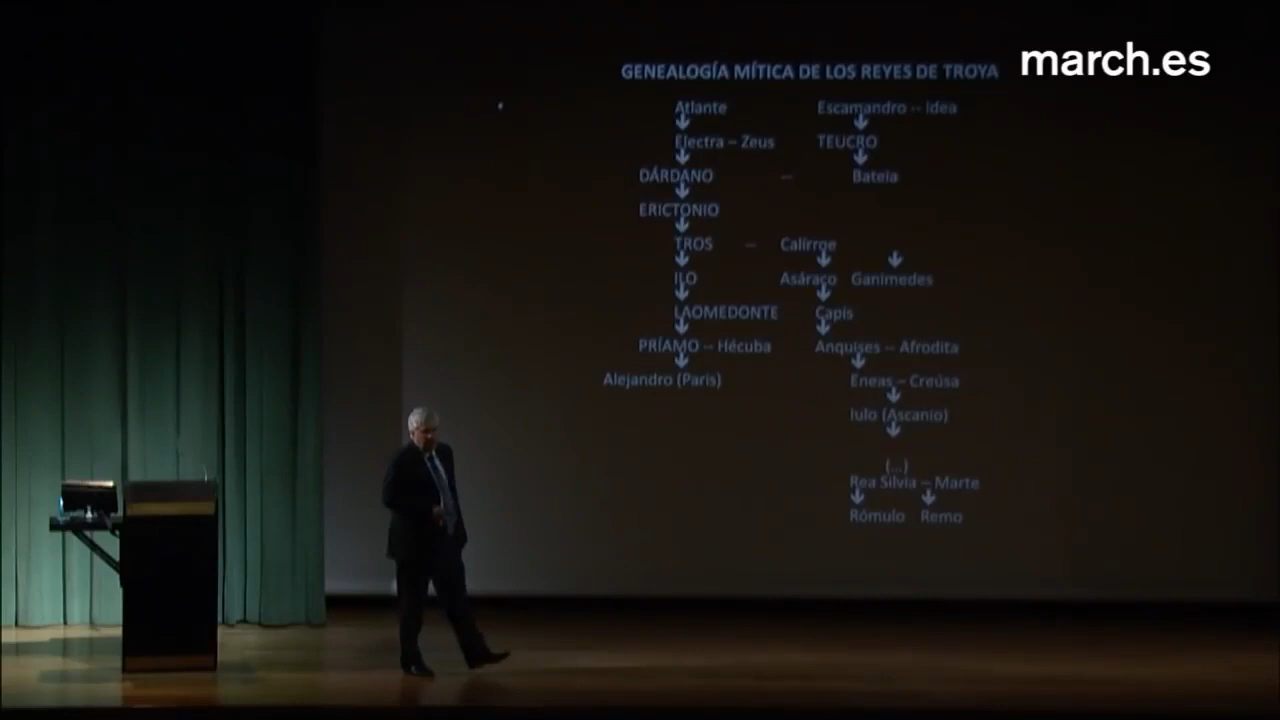 march.es
GENEALOGÍA MÍTICA DE LOS REYES DE TROYA
Atlante Escamandro -- Idea
Electra – Zeus TEUCRO
DÁRDANO – Bateia
ERICTONIO
TROS – Calírroe
ILO Asáraco Ganimedes
LAOMEDONTE Capis
PRÍAMO – Hécuba Anquises – Afrodita
Alejandro (Paris) Eneas – Creúsa
Iulo (Ascanio)
(...)
Rea Silvia – Marte
Rómulo Remo